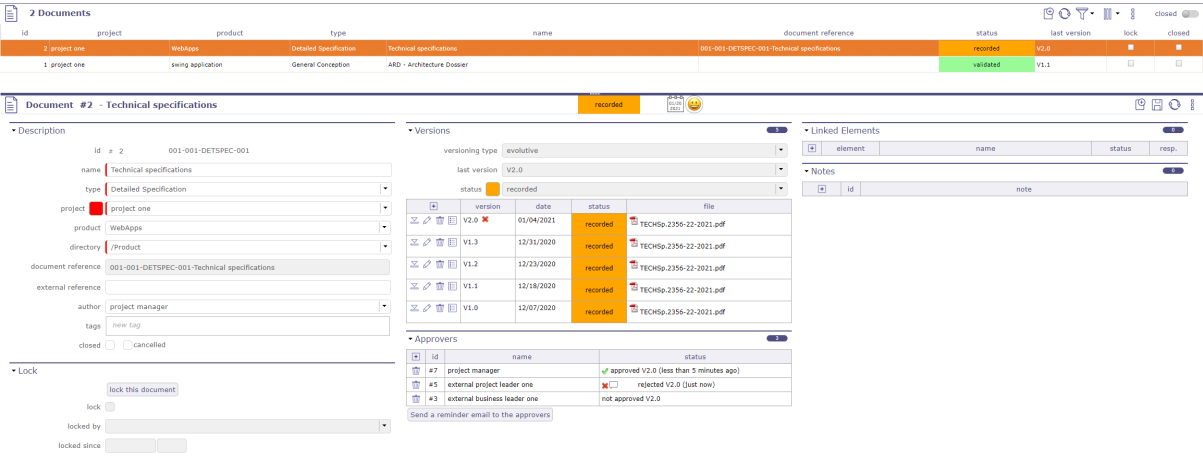 2 Documents closed
id project product type name document reference status last version lock closed
2 project one WebApps Detailed Specification Technical specifications 001-001-DETSPEC-001-Technical specifications recorded V2.0
1 project one swing application General Conception ARD - Architecture Dossier validated V1.1
Document #2 - Technical specifications recorded 01/20 2021
Description
id # 2 001-001-DETSPEC-001
name Technical specifications
type Detailed Specification
project project one
product WebApps
directory /Product
document reference 001-001-DETSPEC-001-Technical specifications
external reference
author project manager
tags new tag
closed cancelled
Lock
lock this document
lock
locked by
locked since
Versions 5
versioning type evolutive
last version V2.0
status recorded
version date status file
V2.0 01/04/2021 recorded TECHSp.2356-22-2021.pdf
V1.3 12/31/2020 recorded TECHSp.2356-22-2021.pdf
V1.2 12/23/2020 recorded TECHSp.2356-22-2021.pdf
V1.1 12/18/2020 recorded TECHSp.2356-22-2021.pdf
V1.0 12/07/2020 recorded TECHSp.2356-22-2021.pdf
Approvers 3
id name status
#7 project manager approved V2.0 (less than 5 minutes ago)
#5 external project leader one rejected V2.0 (just now)
#3 external business leader one not approved V2.0
Send a reminder email to the approvers
Linked Elements 0
element name status resp.
Notes 0
id note